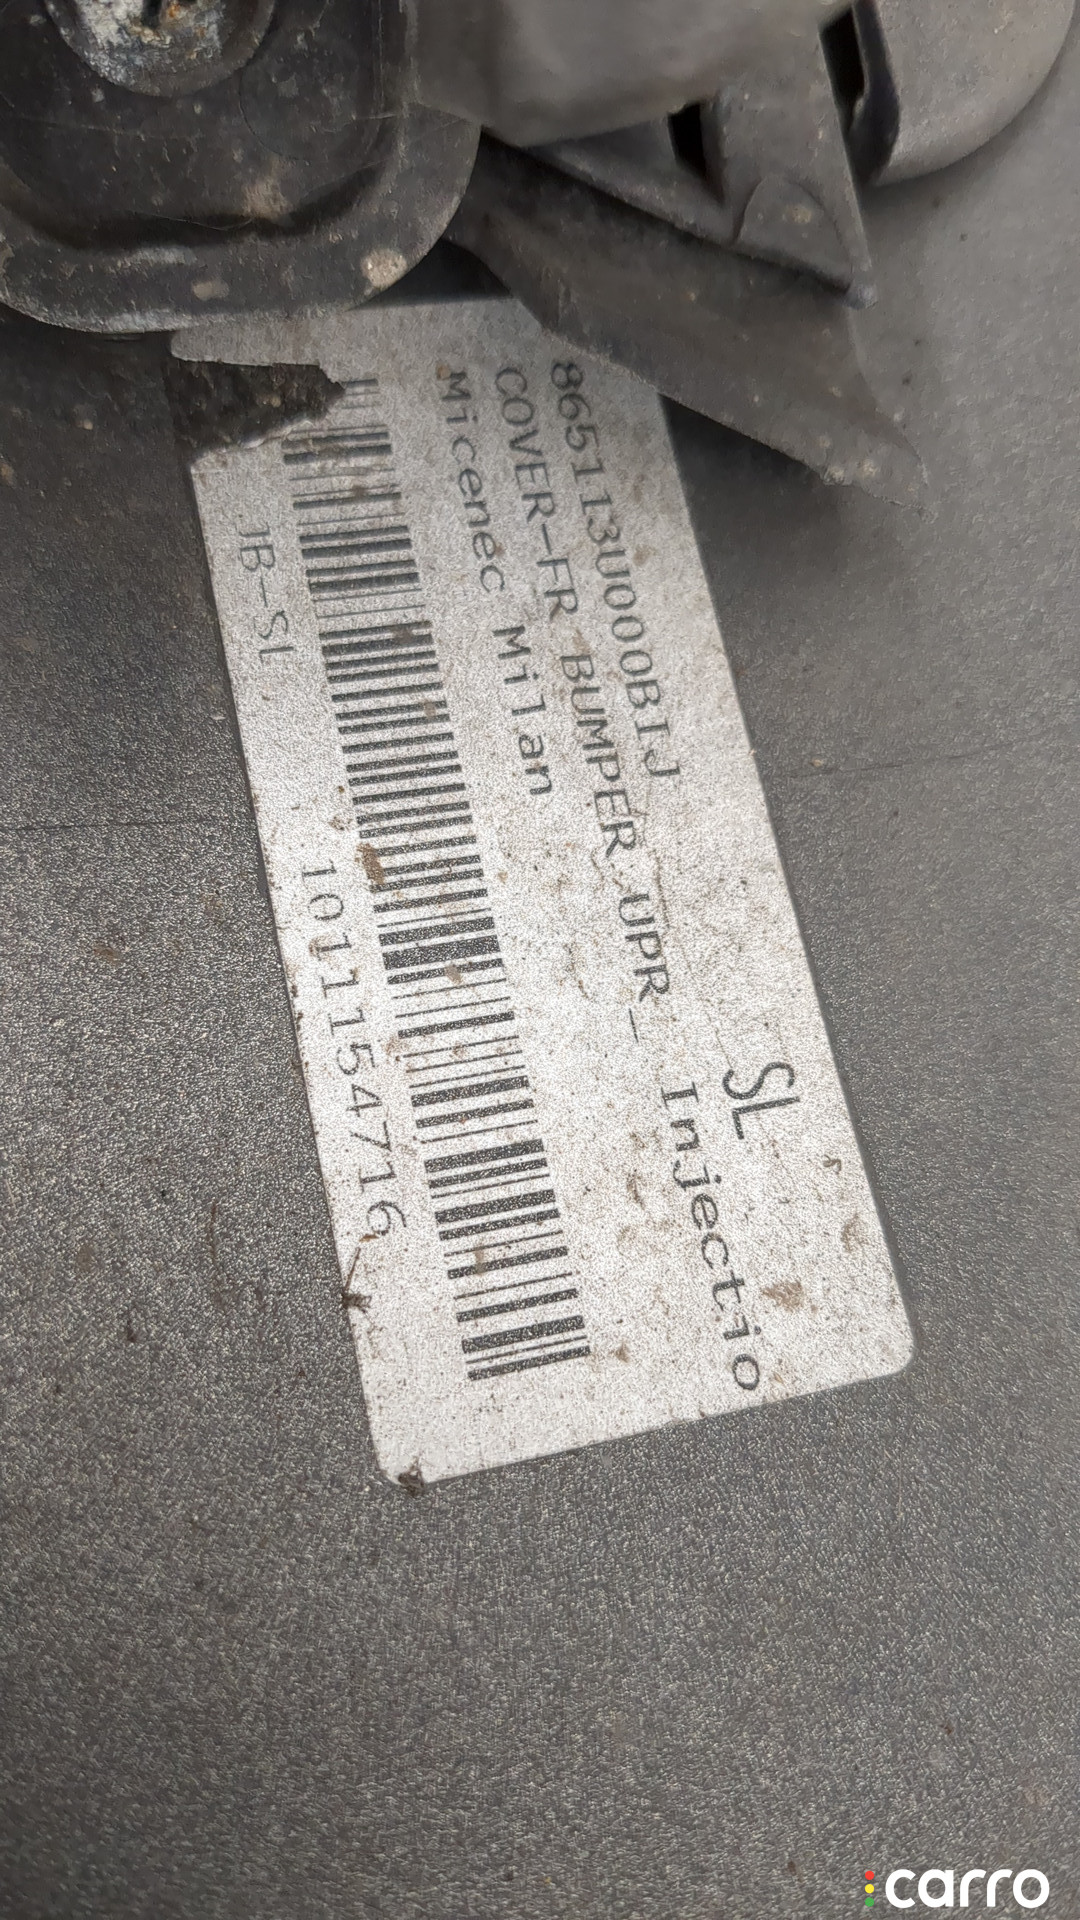 SL
865113U000BIJ
COVER-FR BUMPER UPR_ Injectio
Micenec Milan
1011154716
JB-SL
carro